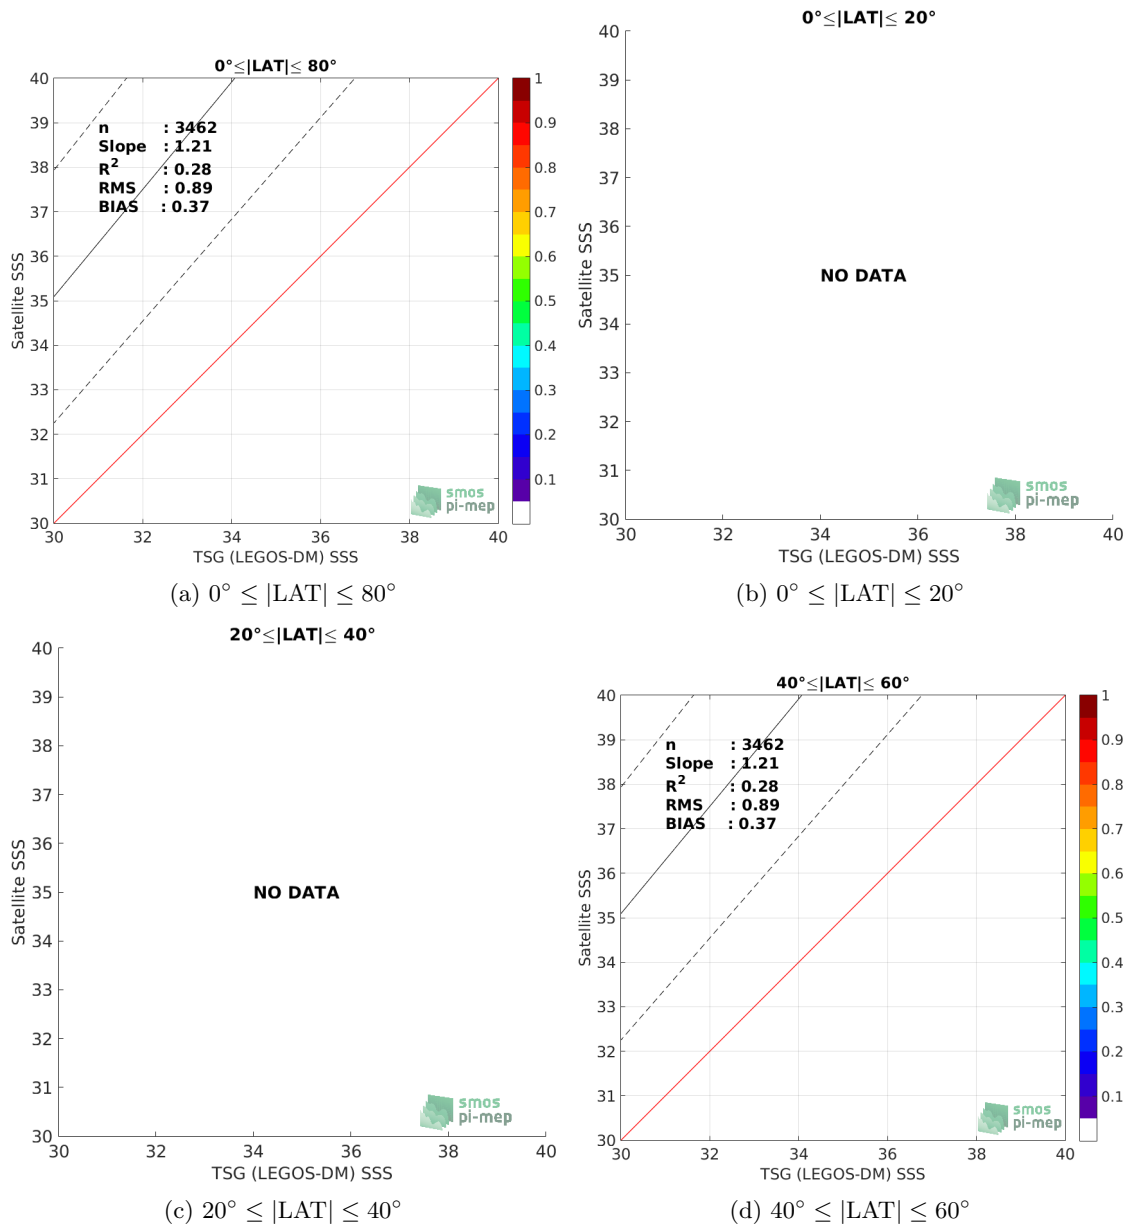 0°≤|LAT|≤ 80°
n : 3462
Slope : 1.21
R2 : 0.28
RMS : 0.89
BIAS : 0.37
40
39
38
37
36
35
34
33
32
31
30
30 32 34 36 38 40
Satellite SSS
TSG (LEGOS-DM) SSS
1
0.9
0.8
0.7
0.6
0.5
0.4
0.3
0.2
0.1
smos
pi-mep
(a) 0° ≤ |LAT| ≤ 80°
0°≤|LAT|≤ 20°
40
39
38
37
36
35
34
33
32
31
30
30 32 34 36 38 40
Satellite SSS
NO DATA
TSG (LEGOS-DM) SSS
smos
pi-mep
(b) 0° ≤ |LAT| ≤ 20°
20°≤|LAT|≤ 40°
40
39
38
37
36
35
34
33
32
31
30
30 32 34 36 38 40
Satellite SSS
NO DATA
TSG (LEGOS-DM) SSS
smos
pi-mep
(c) 20° ≤ |LAT| ≤ 40°
40°≤|LAT|≤ 60°
n : 3462
Slope : 1.21
R2 : 0.28
RMS : 0.89
BIAS : 0.37
40
39
38
37
36
35
34
33
32
31
30
30 32 34 36 38 40
Satellite SSS
TSG (LEGOS-DM) SSS
1
0.9
0.8
0.7
0.6
0.5
0.4
0.3
0.2
0.1
smos
pi-mep
(d) 40° ≤ |LAT| ≤ 60°